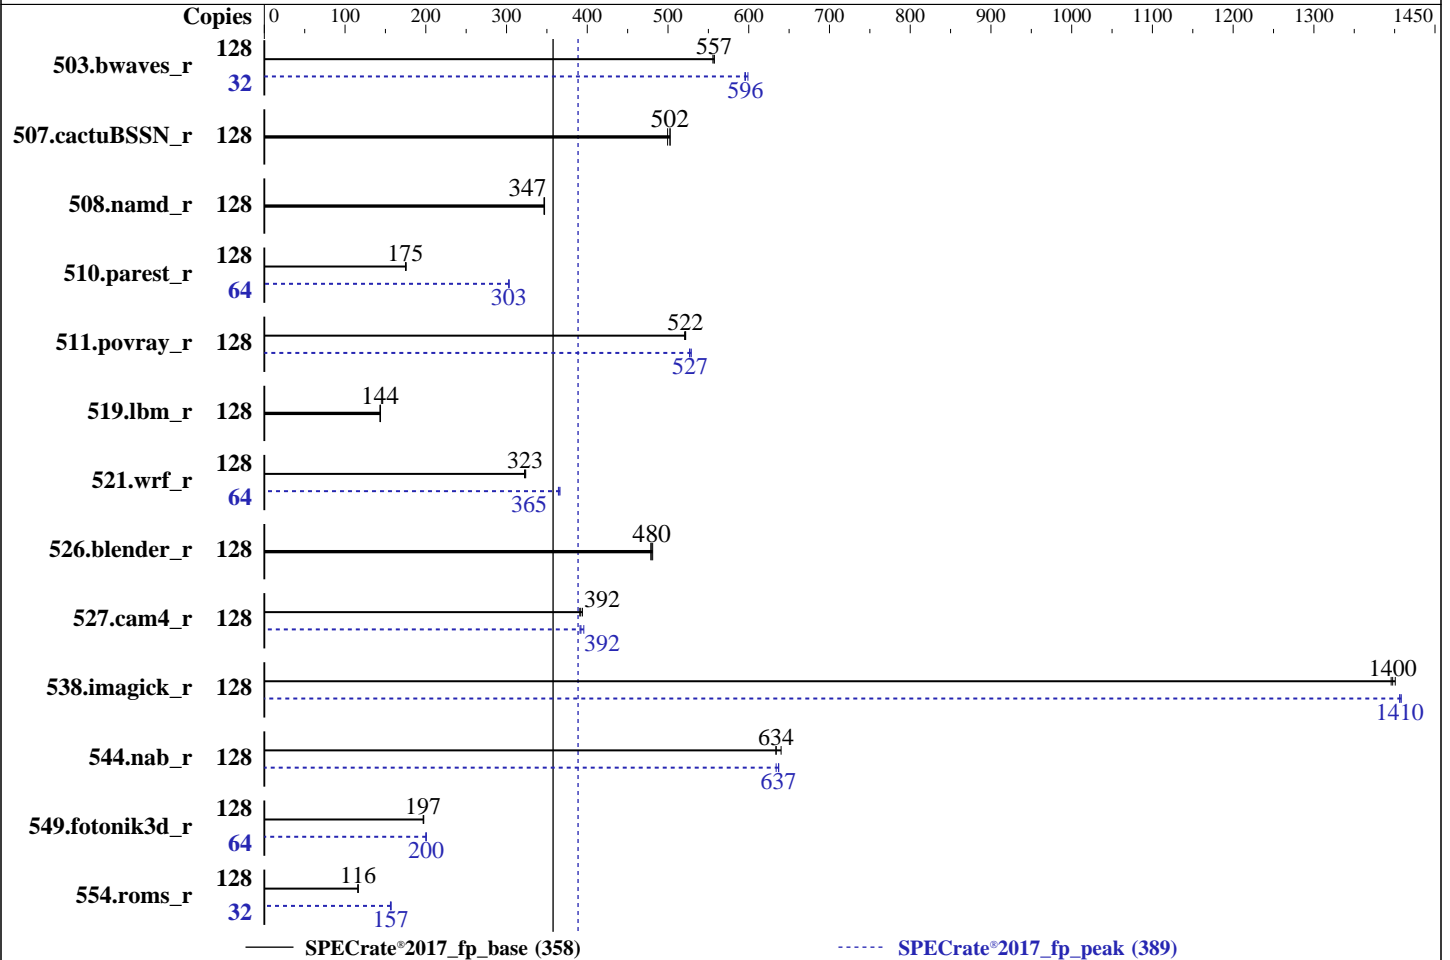 Copies 0 100 200 300 400 500 600 700 800 900 1000 1100 1200 1300 1450
503.bwaves_r 128 557
32 596
507.cactuBSSN_r 128 502
508.namd_r 128 347
510.parest_r 128 175
64 303
511.povray_r 128 522
527
519.lbm_r 128 144
521.wrf_r 128 323
64 365
526.blender_r 128 480
527.cam4_r 128 392
392
538.imagick_r 128 1400
1410
544.nab_r 128 634
637
549.fotonik3d_r 128 197
64 200
554.roms_r 128 116
32 157
SPECrate®2017_fp_base (358) SPECrate®2017_fp_peak (389)